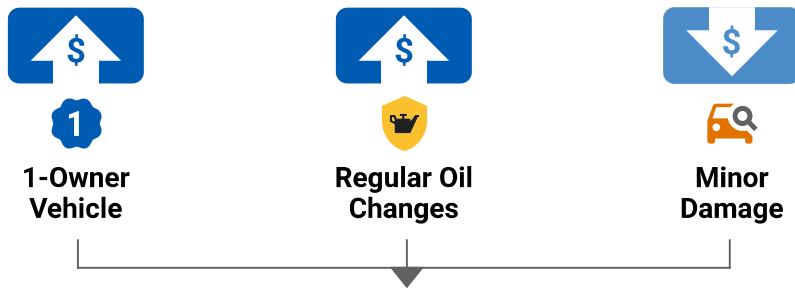 $
$
$
1
1-Owner
Vehicle
Regular Oil
Changes
Minor
Damage